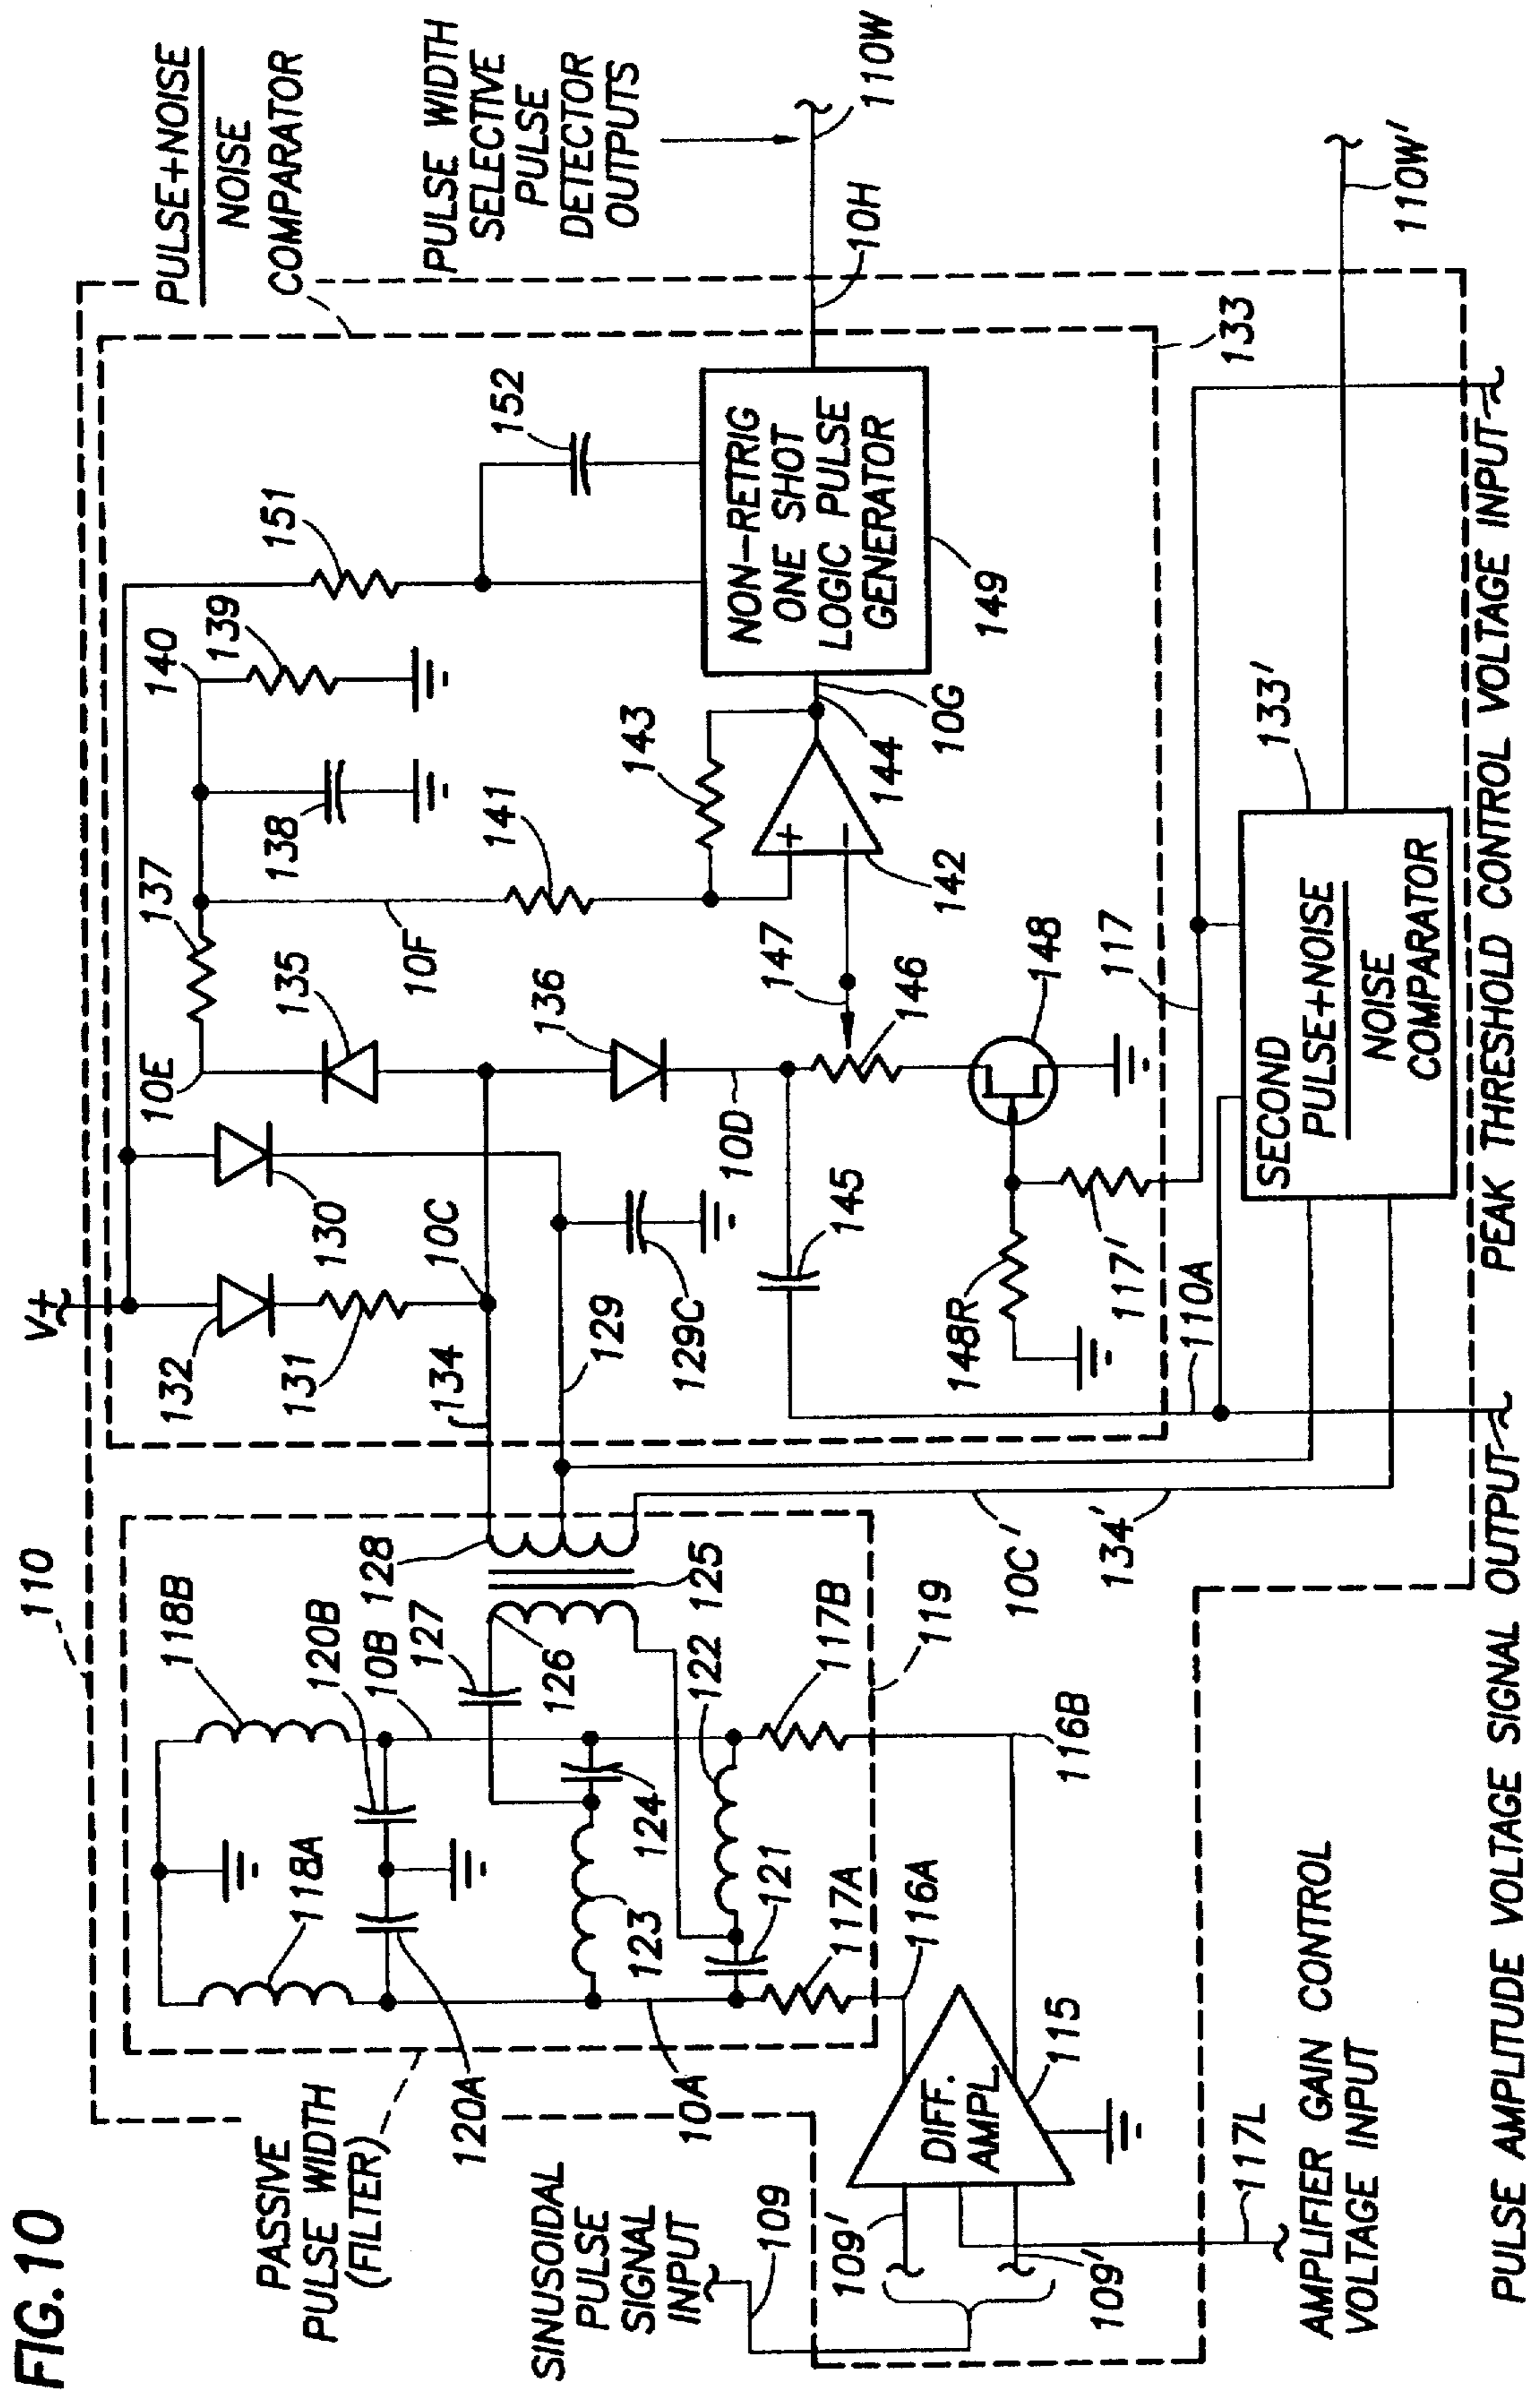 FIG.10
110
V+
PULSE+NOISE
NOISE
COMPARATOR
PULSE WIDTH
SELECTIVE
PULSE
DETECTOR
OUTPUTS
110W
10H
110W'
PASSIVE
PULSE WIDTH
(FILTER)
118A
118B
120A
120B
10A
10B
127
128
126
125
123
124
122
121
117A
117B
119
116A
116B
SINUSOIDAL
PULSE
SIGNAL
INPUT
109
109'
109'
DIFF.
AMPL.
115
117L
AMPLIFIER GAIN CONTROL
VOLTAGE INPUT
132
131
130
134
10C
129
129C
10E
135
136
137
10F
10D
138
140
139
141
143
151
152
NON-RETRIG
ONE SHOT
LOGIC PULSE
GENERATOR
149
10G
144
+
−
142
147
146
145
148
148R
117'
117
133
110A
10C'
134'
SECOND
PULSE+NOISE
NOISE
COMPARATOR
133'
PULSE AMPLITUDE VOLTAGE SIGNAL OUTPUT
PEAK THRESHOLD CONTROL VOLTAGE INPUT